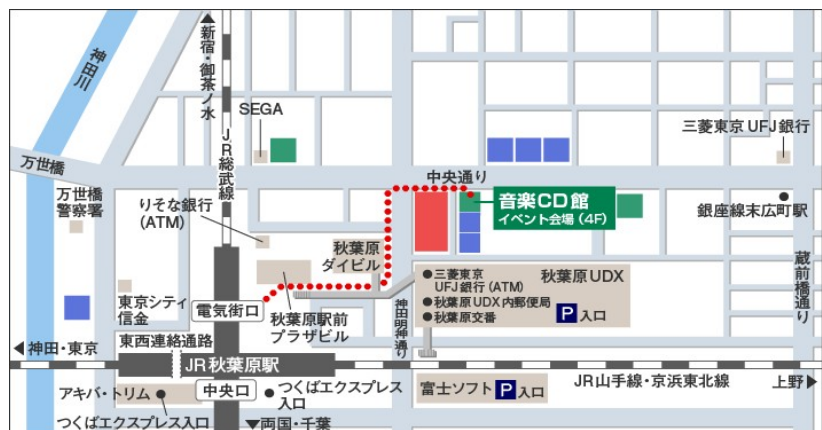 ▲新宿・御茶ノ水
神田川
SEGA
JR総武線
三菱東京UFJ銀行
万世橋
中央通り
万世橋
警察署
りそな銀行
(ATM)
音楽CD館
イベント会場(4F)
銀座線末広町駅
秋葉原
ダイビル
蔵前橋通り
●三菱東京
UFJ銀行(ATM)
秋葉原UDX
●秋葉原UDX内郵便局
●秋葉原交番
P入口
東京シティ
信金
電気街口
秋葉原駅前
プラザビル
神田明神通り
東西連絡通路
◀神田・東京
JR秋葉原駅
JR山手線・京浜東北線
上野▶
アキバ・トリム●
中央口
●つくばエクスプレス
入口
富士ソフト P入口
つくばエクスプレス入口
▼両国・千葉